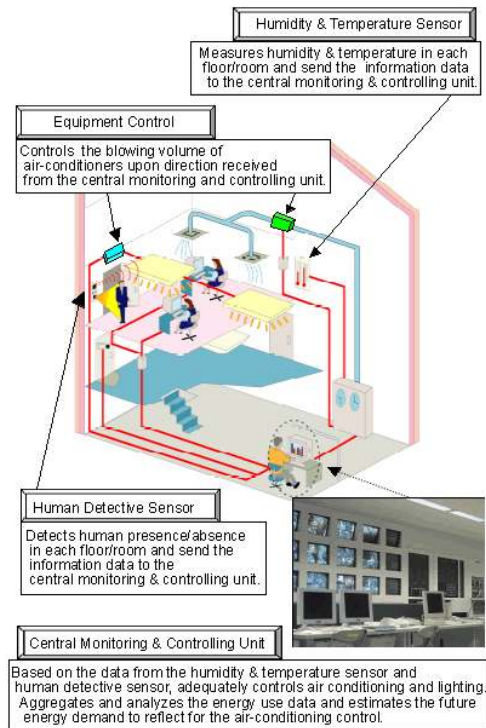 Humidity & Temperature Sensor
Measures humidity & temperature in each
floor/room and send the information data
to the central monitoring & controlling unit.
Equipment Control
Controls the blowing volume of
air-conditioners upon direction received
from the central monitoring and controlling unit.
Human Detective Sensor
Detects human presence/absence
in each floor/room and send the
information data to the
central monitoring & controlling unit.
Central Monitoring & Controlling Unit
Based on the data from the humidity & temperature sensor and
human detective sensor, adequately controls air conditioning and lighting.
Aggregates and analyzes the energy use data and estimates the future
energy demand to reflect for the air-conditioning control.